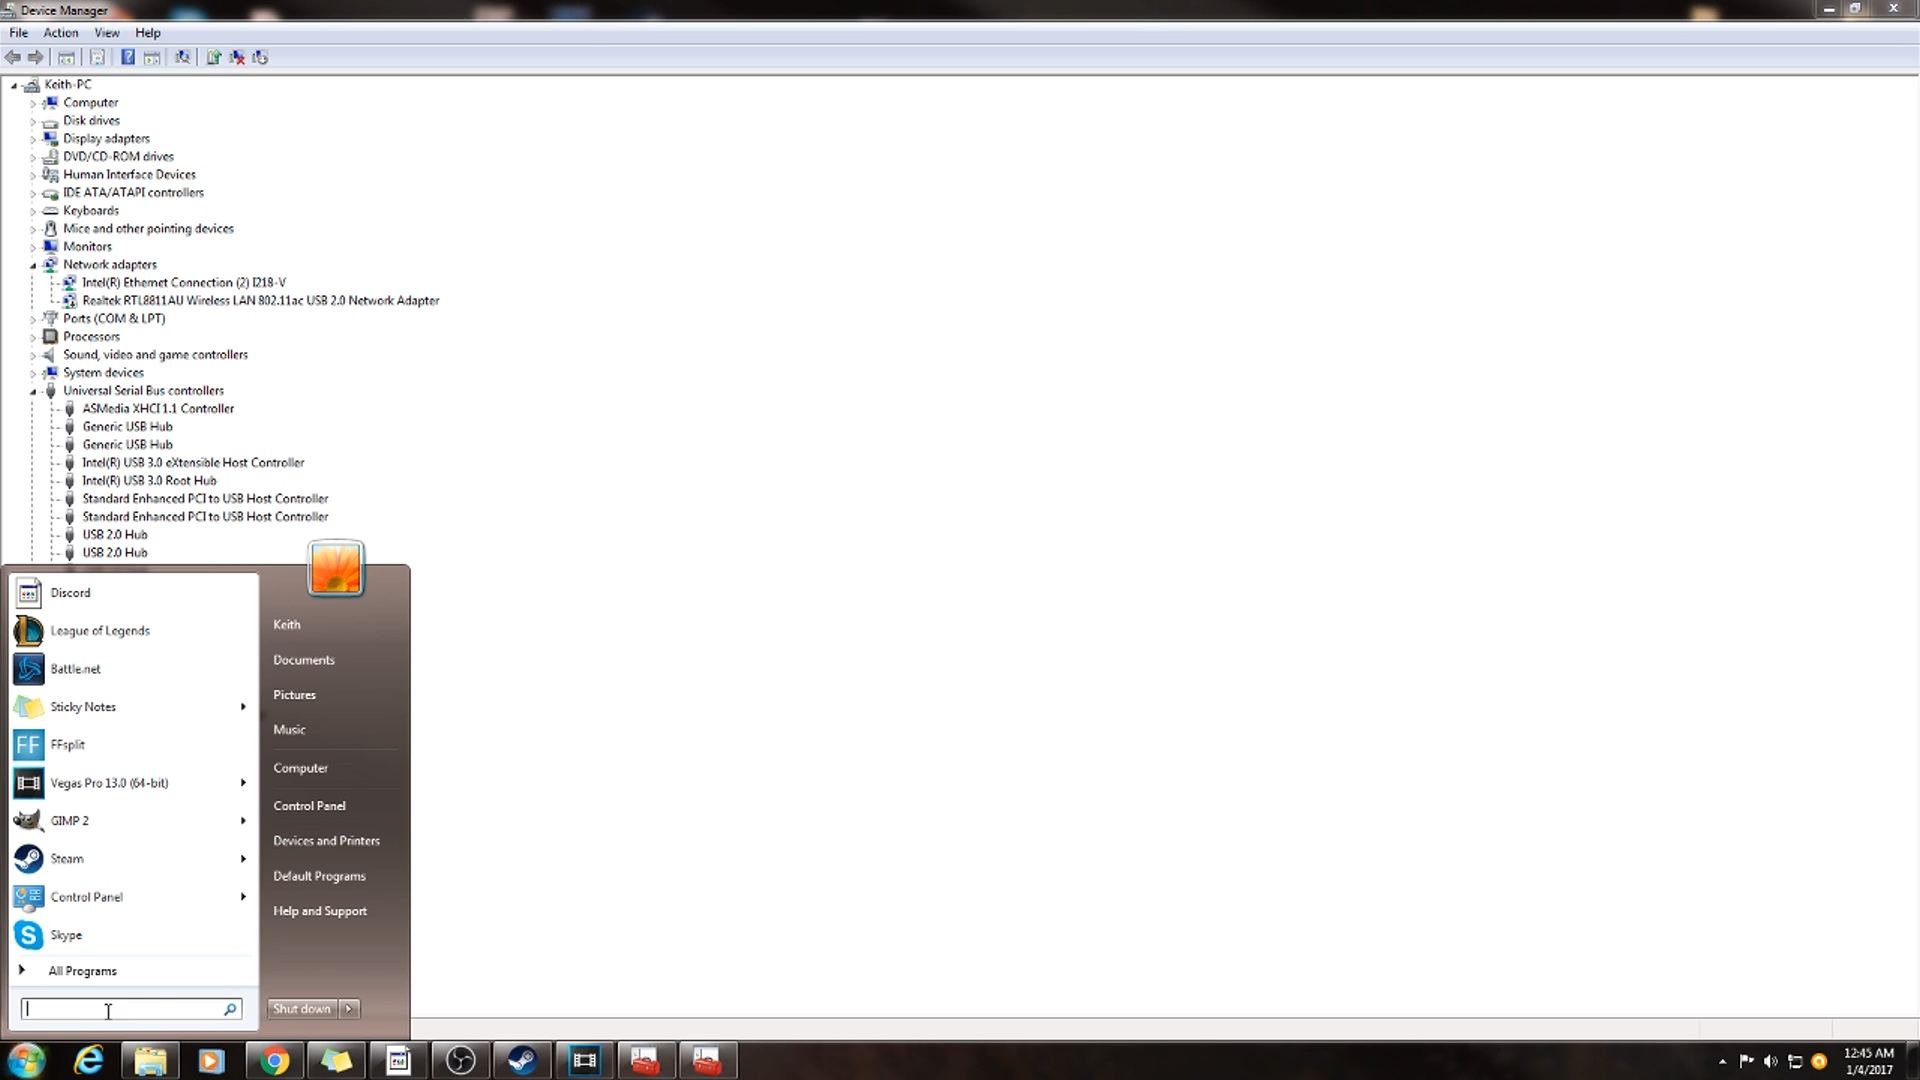 Device Manager
File Action View Help
Keith-PC
Computer
Disk drives
Display adapters
DVD/CD-ROM drives
Human Interface Devices
IDE ATA/ATAPI controllers
Keyboards
Mice and other pointing devices
Monitors
Network adapters
Intel(R) Ethernet Connection (2) I218-V
Realtek RTL8811AU Wireless LAN 802.11ac USB 2.0 Network Adapter
Ports (COM & LPT)
Processors
Sound, video and game controllers
System devices
Universal Serial Bus controllers
ASMedia XHCI 1.1 Controller
Generic USB Hub
Generic USB Hub
Intel(R) USB 3.0 eXtensible Host Controller
Intel(R) USB 3.0 Root Hub
Standard Enhanced PCI to USB Host Controller
Standard Enhanced PCI to USB Host Controller
USB 2.0 Hub
USB 2.0 Hub
Discord
League of Legends
Battle.net
Sticky Notes
FF FFsplit
Vegas Pro 13.0 (64-bit)
GIMP 2
Steam
Control Panel
Skype
All Programs
Keith
Documents
Pictures
Music
Computer
Control Panel
Devices and Printers
Default Programs
Help and Support
Shut down
12:45 AM
1/4/2017